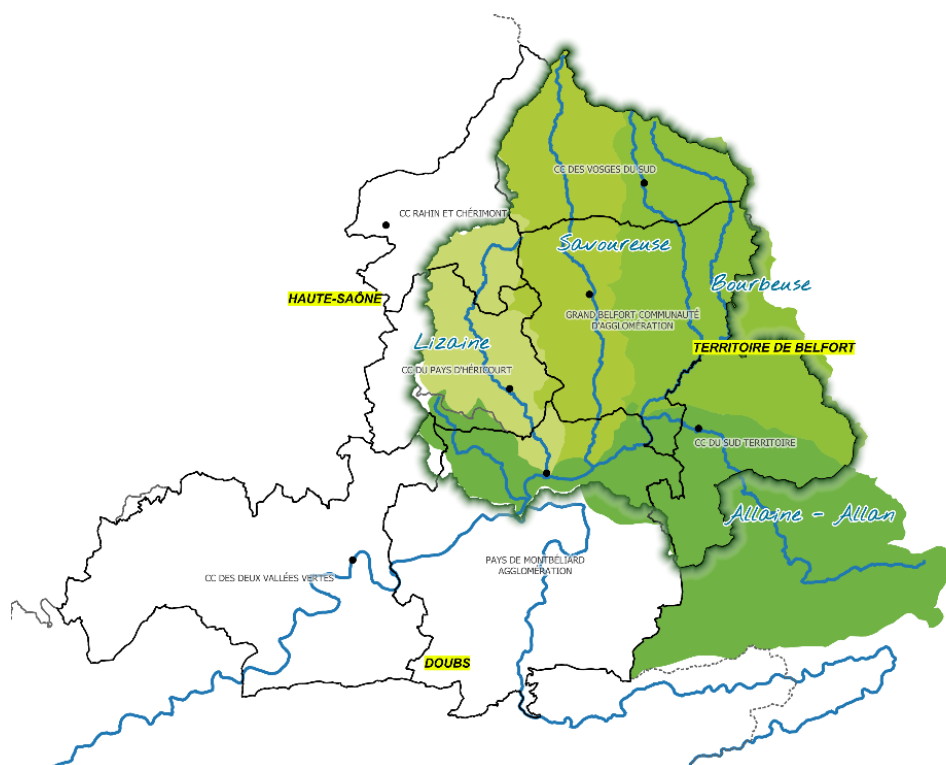 CC DES VOSGES DU SUD
CC RAHIN ET CHÉRIMONT
Savoureuse
Bourbeuse
HAUTE-SAÔNE
GRAND BELFORT COMMUNAUTÉ
D'AGGLOMÉRATION
Lizaine
TERRITOIRE DE BELFORT
CC DU PAYS D'HÉRICOURT
CC DU SUD TERRITOIRE
Allaine - Allan
PAYS DE MONTBÉLIARD
AGGLOMÉRATION
CC DES DEUX VALLÉES VERTES
DOUBS